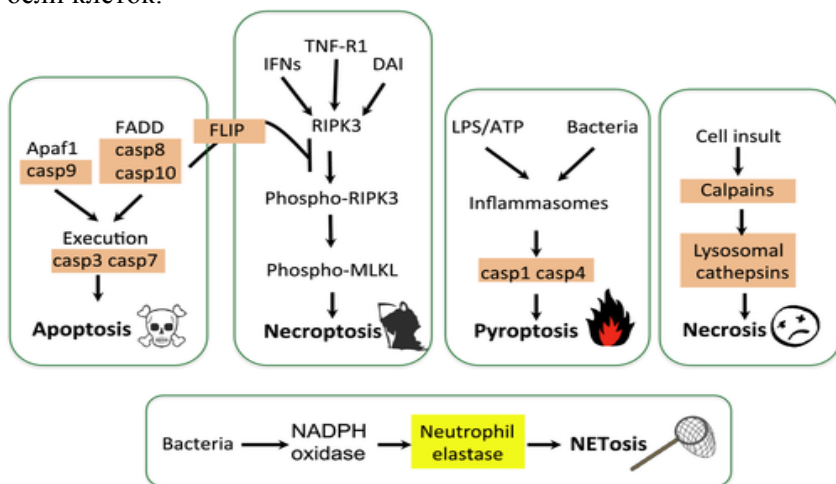 бели клеток.
Apaf1
casp9
FADD
casp8
casp10
Execution
casp3 casp7
Apoptosis
FLIP
TNF-R1
IFNs
DAI
RIPK3
Phospho-RIPK3
Phospho-MLKL
Necroptosis
LPS/ATP
Bacteria
Inflammasomes
casp1 casp4
Pyroptosis
Cell insult
Calpains
Lysosomal
cathepsins
Necrosis
Bacteria
NADPH
oxidase
Neutrophil
elastase
NETosis